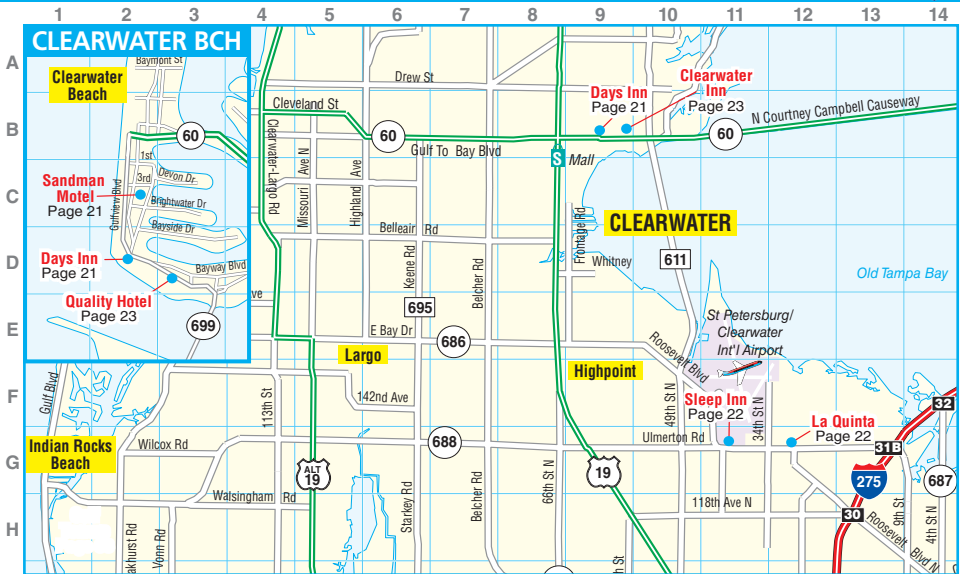 1 2 3 4 5 6 7 8 9 10 11 12 13 14
A
B
C
D
E
F
G
H
CLEARWATER BCH
Baymont St
Clearwater
Beach
60
1st
3rd
Devon Dr
Sandman
Motel
Page 21
Gulfview Blvd
Brightwater Dr
Bayside Dr
Days Inn
Page 21
Bayway Blvd
Quality Hotel
Page 23
699
Drew St
Cleveland St
60
Gulf To Bay Blvd
Days Inn
Page 21
Clearwater
Inn
Page 23
60
N Courtney Campbell Causeway
S Mall
Clearwater-Largo Rd
Missouri Ave N
Highland Ave
Belleair Rd
Keene Rd
Belcher Rd
Frontage Rd
CLEARWATER
Whitney
611
Old Tampa Bay
ve
695
E Bay Dr
686
Largo
Highpoint
St Petersburg/
Clearwater
Int'l Airport
Roosevelt Blvd
Gulf Blvd
113th St
142nd Ave
49th St N
Sleep Inn
Page 22
34th St N
La Quinta
Page 22
32
31B
Indian Rocks
Beach
Wilcox Rd
688
Ulmerton Rd
ALT
19
19
275
687
Walsingham Rd
Starkey Rd
Belcher Rd
66th St N
118th Ave N
30
Roosevelt Blvd N
9th St
4th St N
akhurst Rd
Vonn Rd
h St